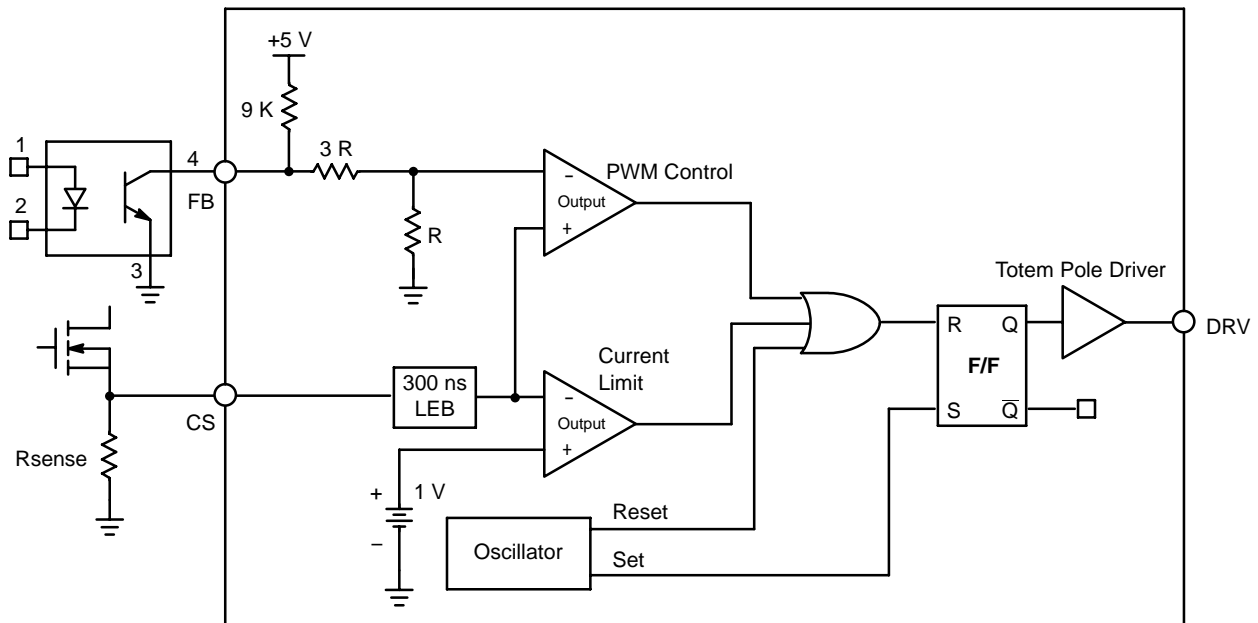 +5 V
9 K
1
2
3
4
FB
3 R
R
−
Output
+
PWM Control
Totem Pole Driver
R
Q
F/F
S
Q̅
DRV
Current
Limit
300 ns
LEB
−
Output
+
CS
Rsense
+
1 V
−
Oscillator
Reset
Set